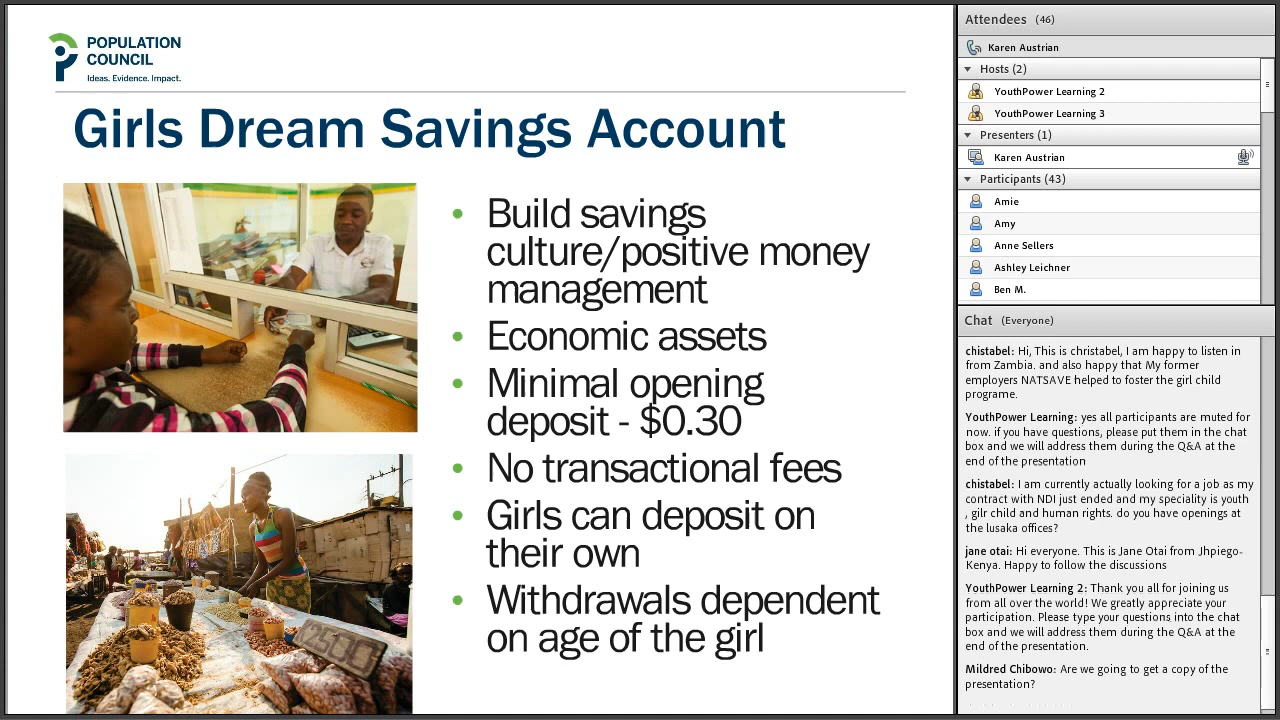 POPULATION
COUNCIL
Ideas. Evidence. Impact.
Girls Dream Savings Account
• Build savings
culture/positive money
management
• Economic assets
• Minimal opening
deposit - $0.30
• No transactional fees
• Girls can deposit on
their own
• Withdrawals dependent
on age of the girl
2500
Attendees (46)
Karen Austrian
Hosts (2)
YouthPower Learning 2
YouthPower Learning 3
Presenters (1)
Karen Austrian
Participants (43)
Amie
Amy
Anne Sellers
Ashley Leichner
Ben M.
Chat (Everyone)
chistabel: Hi, This is christabel, I am happy to listen in
from Zambia. and also happy that My former
employers NATSAVE helped to foster the girl child
programe.
YouthPower Learning: yes all participants are muted for
now. if you have questions, please put them in the chat
box and we will address them during the Q&A at the
end of the presentation
chistabel: I am currently actually looking for a job as my
contract with NDI just ended and my speciality is youth
, gilr child and human rights. do you have openings at
the lusaka offices?
jane otai: Hi everyone. This is Jane Otai from Jhpiego-
Kenya. Happy to follow the discussions
YouthPower Learning 2: Thank you all for joining us
from all over the world! We greatly appreciate your
participation. Please type your questions into the chat
box and we will address them during the Q&A at the
end of the presentation.
Mildred Chibowo: Are we going to get a copy of the
presentation?